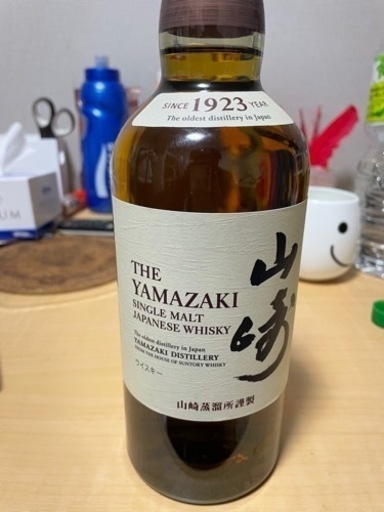 SINCE 1923 YEAR
The oldest distillery in Japan
THE
YAMAZAKI
SINGLE MALT
JAPANESE WHISKY
山崎
The oldest distillery in Japan
YAMAZAKI DISTILLERY
FROM THE HOUSE OF SUNTORY WHISKY
ウイスキー
山崎蒸溜所謹製
UM